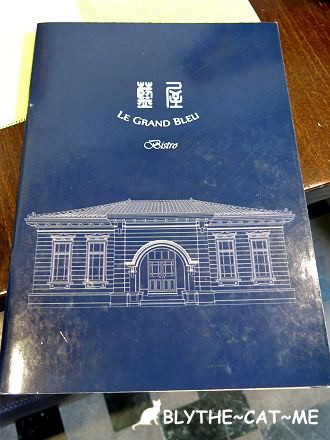 藝屋
LE GRAND BLEU
Bistro
BLYTHE~CAT~ME